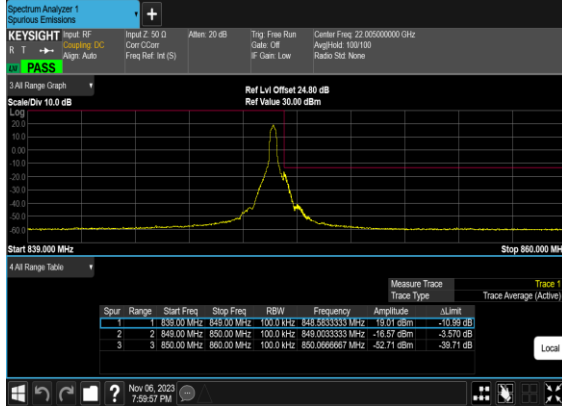 Spectrum Analyzer 1
Spurious Emissions
+
KEYSIGHT Input: RF Input Z: 50 Ω Atten: 20 dB Trig: Free Run Center Freq: 22.005000000 GHz
R T Coupling: DC Corr CCorr Gate: Off Avg|Hold: 100/100
Align: Auto Freq Ref: Int (S) IF Gain: Low Radio Std: None
PASS
3 All Range Graph
Ref Lvl Offset 24.80 dB
Scale/Div 10.0 dB Ref Value 30.00 dBm
Log
20.0
10.0
0.00
-10.0
-20.0
-30.0
-40.0
-50.0
-60.0
Start 839.000 MHz Stop 860.000 MH
4 All Range Table
Measure Trace Trace 1
Trace Type Trace Average (Active)
Spur Range Start Freq Stop Freq RBW Frequency Amplitude ΔLimit
1 1 839.00 MHz 849.00 MHz 100.0 kHz 848.5833333 MHz 19.01 dBm -10.99 dB
2 2 849.00 MHz 850.00 MHz 100.0 kHz 849.0033333 MHz -16.57 dBm -3.570 dB
3 3 850.00 MHz 860.00 MHz 100.0 kHz 850.0666667 MHz -52.71 dBm -39.71 dB
Local
? Nov 06, 2023
7:59:57 PM